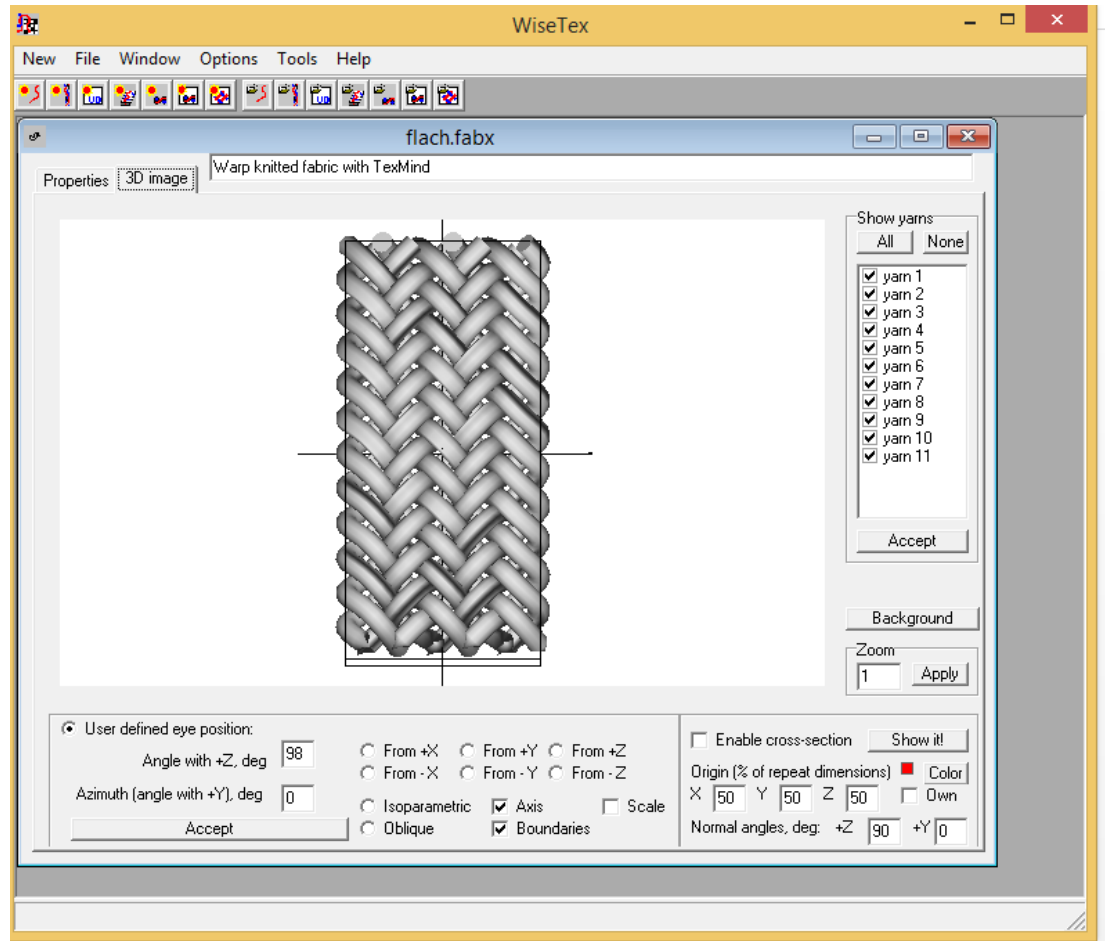 WiseTex
New File Window Options Tools Help
flach.fabx
Properties 3D image Warp knitted fabric with TexMind
Show yarns
All None
yarn 1
yarn 2
yarn 3
yarn 4
yarn 5
yarn 6
yarn 7
yarn 8
yarn 9
yarn 10
yarn 11
Accept
Background
Zoom
1 Apply
User defined eye position:
Angle with +Z, deg 98
Azimuth (angle with +Y), deg 0
Accept
From +X From +Y From +Z
From - X From - Y From - Z
Isoparametric Axis Scale
Oblique Boundaries
Enable cross-section Show it!
Origin (% of repeat dimensions) Color
X 50 Y 50 Z 50 Own
Normal angles, deg: +Z 90 +Y 0